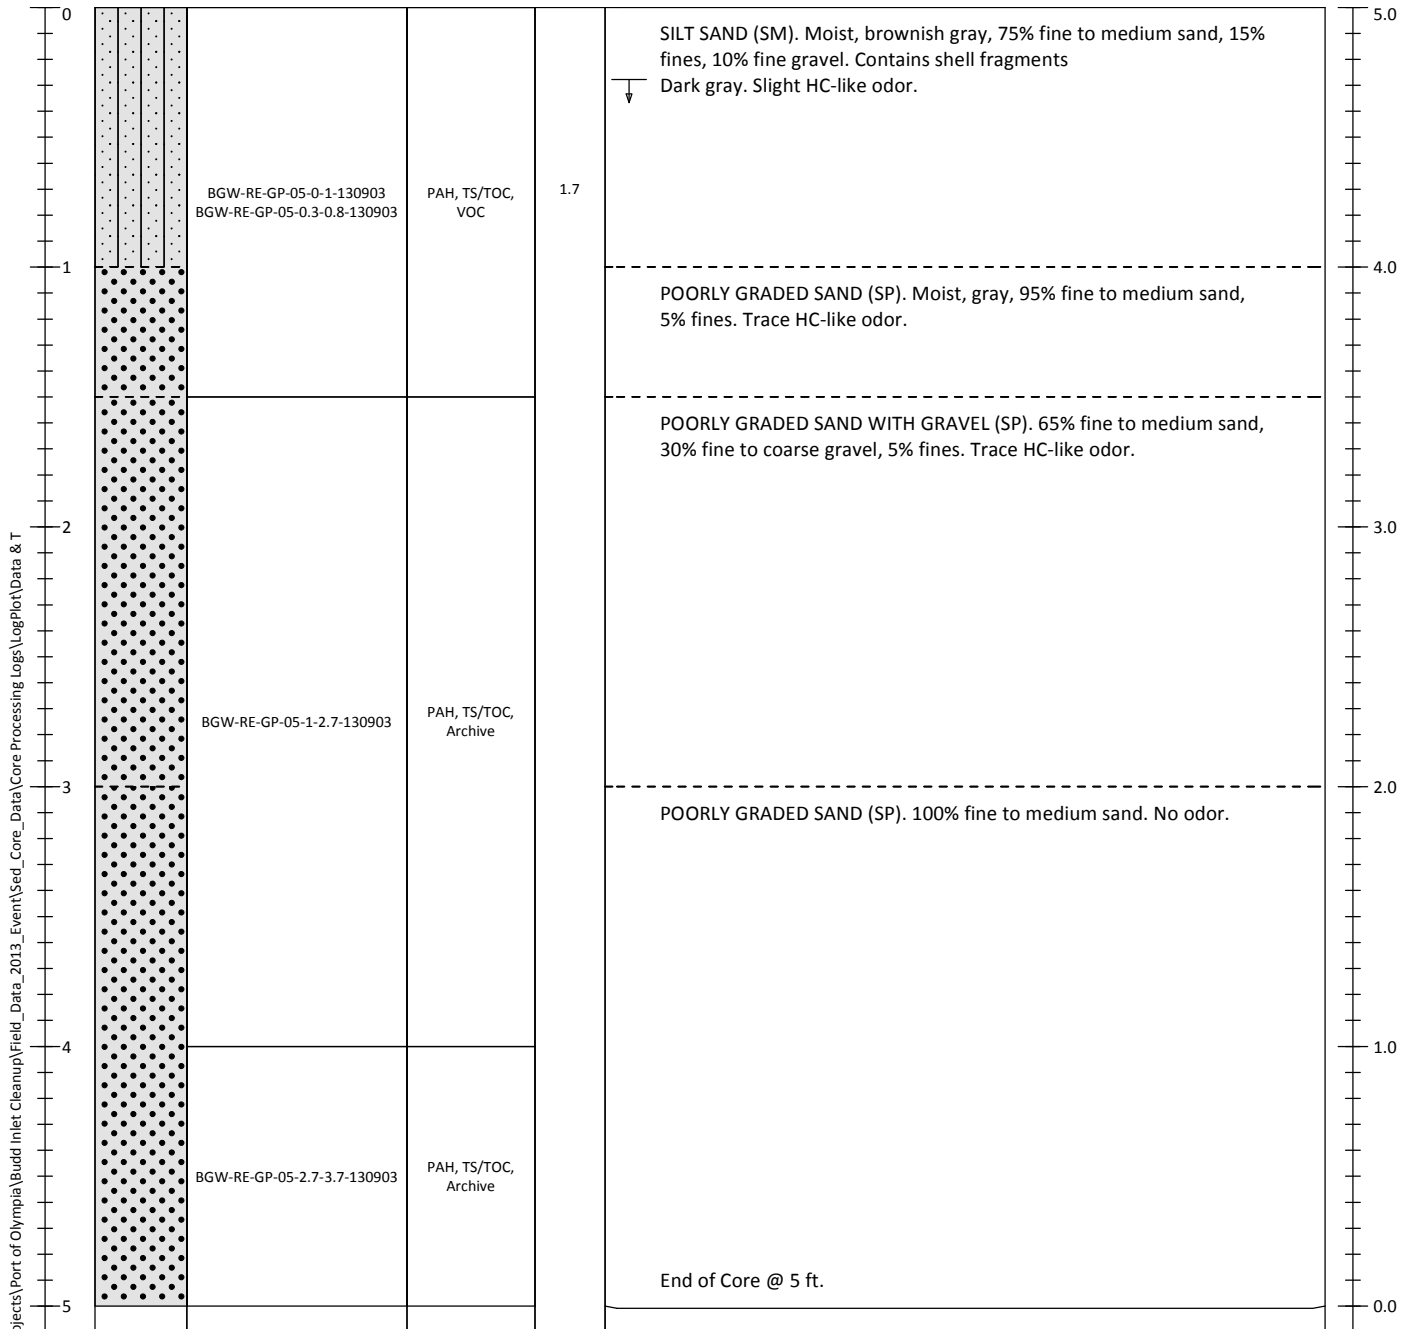 0
5.0
SILT SAND (SM). Moist, brownish gray, 75% fine to medium sand, 15%
fines, 10% fine gravel. Contains shell fragments
Dark gray. Slight HC-like odor.
BGW-RE-GP-05-0-1-130903
BGW-RE-GP-05-0.3-0.8-130903
PAH, TS/TOC,
VOC
1.7
1
4.0
POORLY GRADED SAND (SP). Moist, gray, 95% fine to medium sand,
5% fines. Trace HC-like odor.
POORLY GRADED SAND WITH GRAVEL (SP). 65% fine to medium sand,
30% fine to coarse gravel, 5% fines. Trace HC-like odor.
2
3.0
BGW-RE-GP-05-1-2.7-130903
PAH, TS/TOC,
Archive
3
2.0
POORLY GRADED SAND (SP). 100% fine to medium sand. No odor.
4
1.0
BGW-RE-GP-05-2.7-3.7-130903
PAH, TS/TOC,
Archive
End of Core @ 5 ft.
5
0.0
ojects\Port of Olympia\Budd Inlet Cleanup\Field_Data_2013_Event\Sed_Core_Data\Core Processing Logs\LogPlot\Data & T